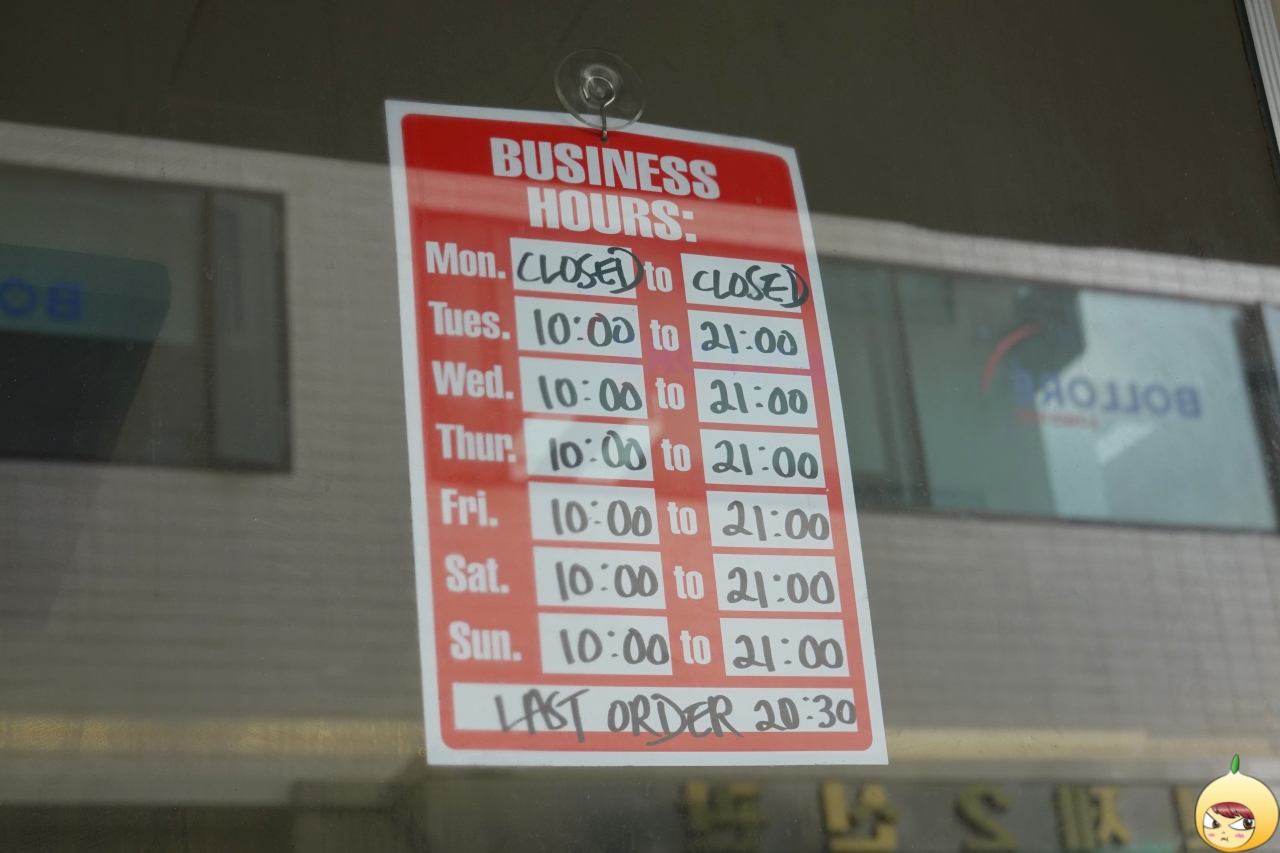 BUSINESS
HOURS:
Mon. CLOSED to CLOSED
Tues. 10:00 to 21:00
Wed. 10:00 to 21:00
Thur. 10:00 to 21:00
Fri. 10:00 to 21:00
Sat. 10:00 to 21:00
Sun. 10:00 to 21:00
LAST ORDER 20:30
BO
BOLLORE